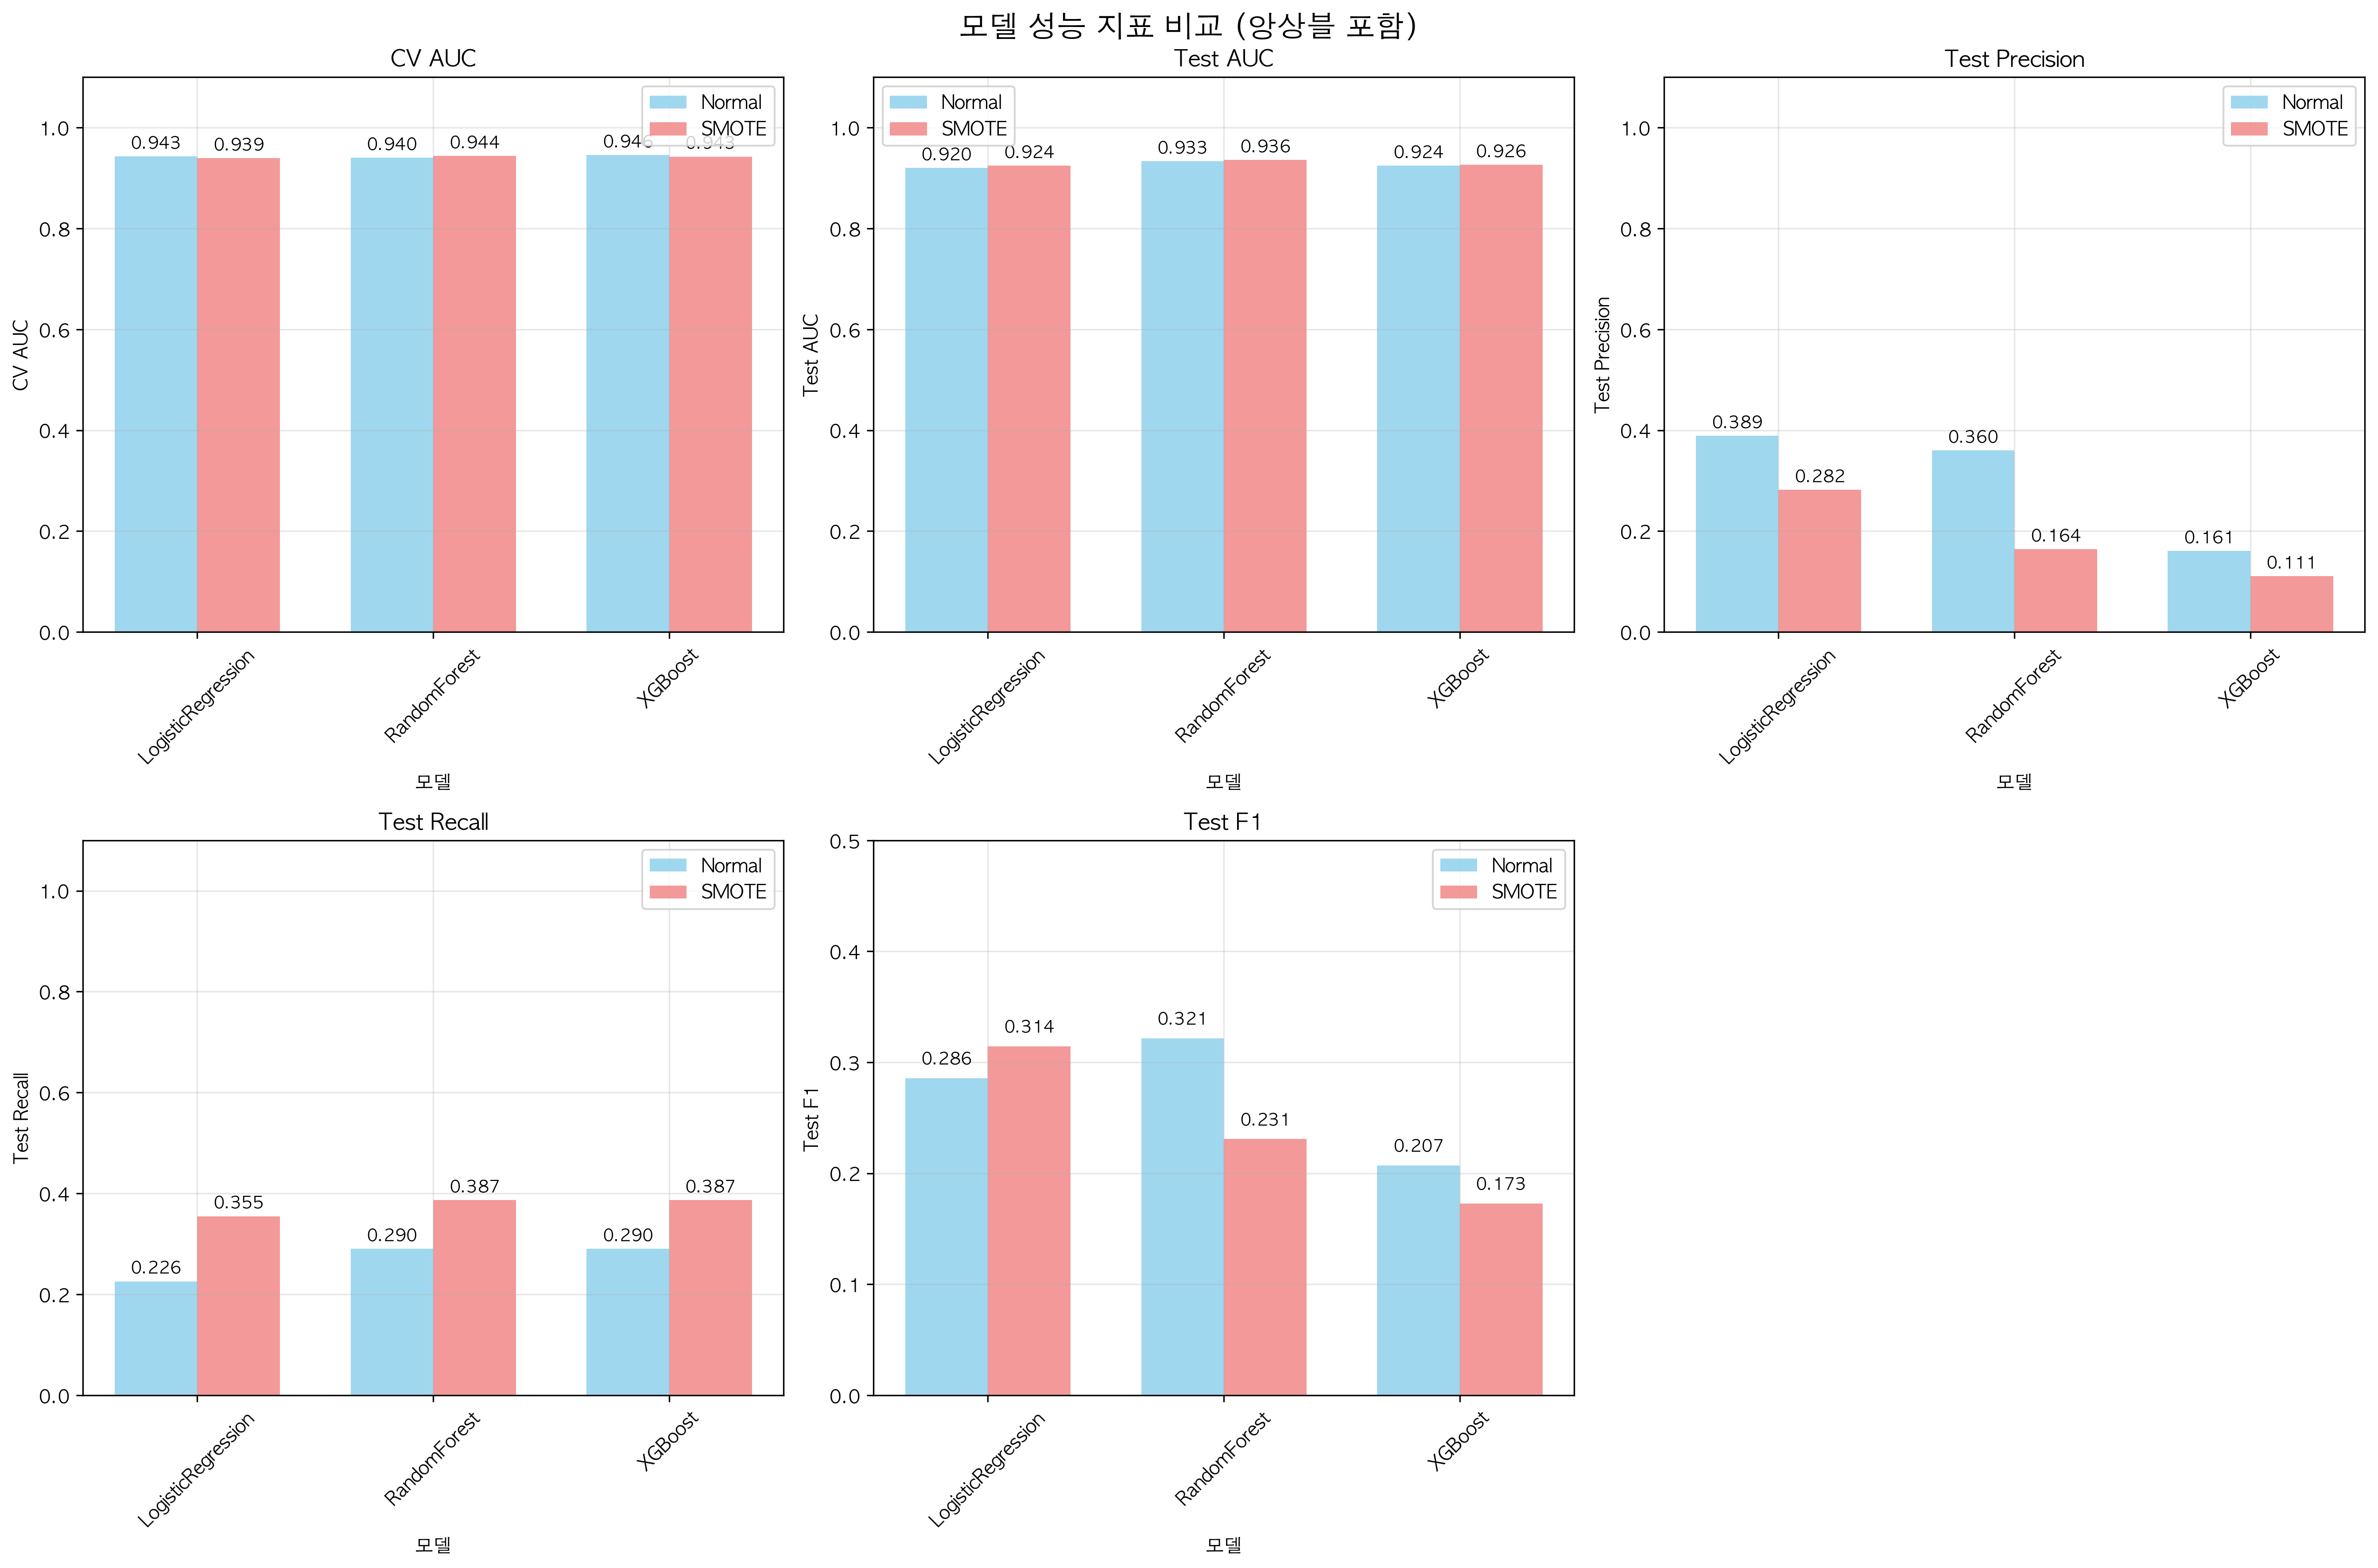 모델 성능 지표 비교 (앙상블 포함)
CV AUC
Normal
SMOTE
0.943
0.939
0.940
0.944
0.946
0.943
1.0
0.8
0.6
0.4
0.2
0.0
CV AUC
LogisticRegression
RandomForest
XGBoost
모델
Test AUC
Normal
SMOTE
0.920
0.924
0.933
0.936
0.924
0.926
1.0
0.8
0.6
0.4
0.2
0.0
Test AUC
LogisticRegression
RandomForest
XGBoost
모델
Test Precision
Normal
SMOTE
0.389
0.282
0.360
0.164
0.161
0.111
1.0
0.8
0.6
0.4
0.2
0.0
Test Precision
LogisticRegression
RandomForest
XGBoost
모델
Test Recall
Normal
SMOTE
0.226
0.355
0.290
0.387
0.290
0.387
1.0
0.8
0.6
0.4
0.2
0.0
Test Recall
LogisticRegression
RandomForest
XGBoost
모델
Test F1
Normal
SMOTE
0.286
0.314
0.321
0.231
0.207
0.173
0.5
0.4
0.3
0.2
0.1
0.0
Test F1
LogisticRegression
RandomForest
XGBoost
모델